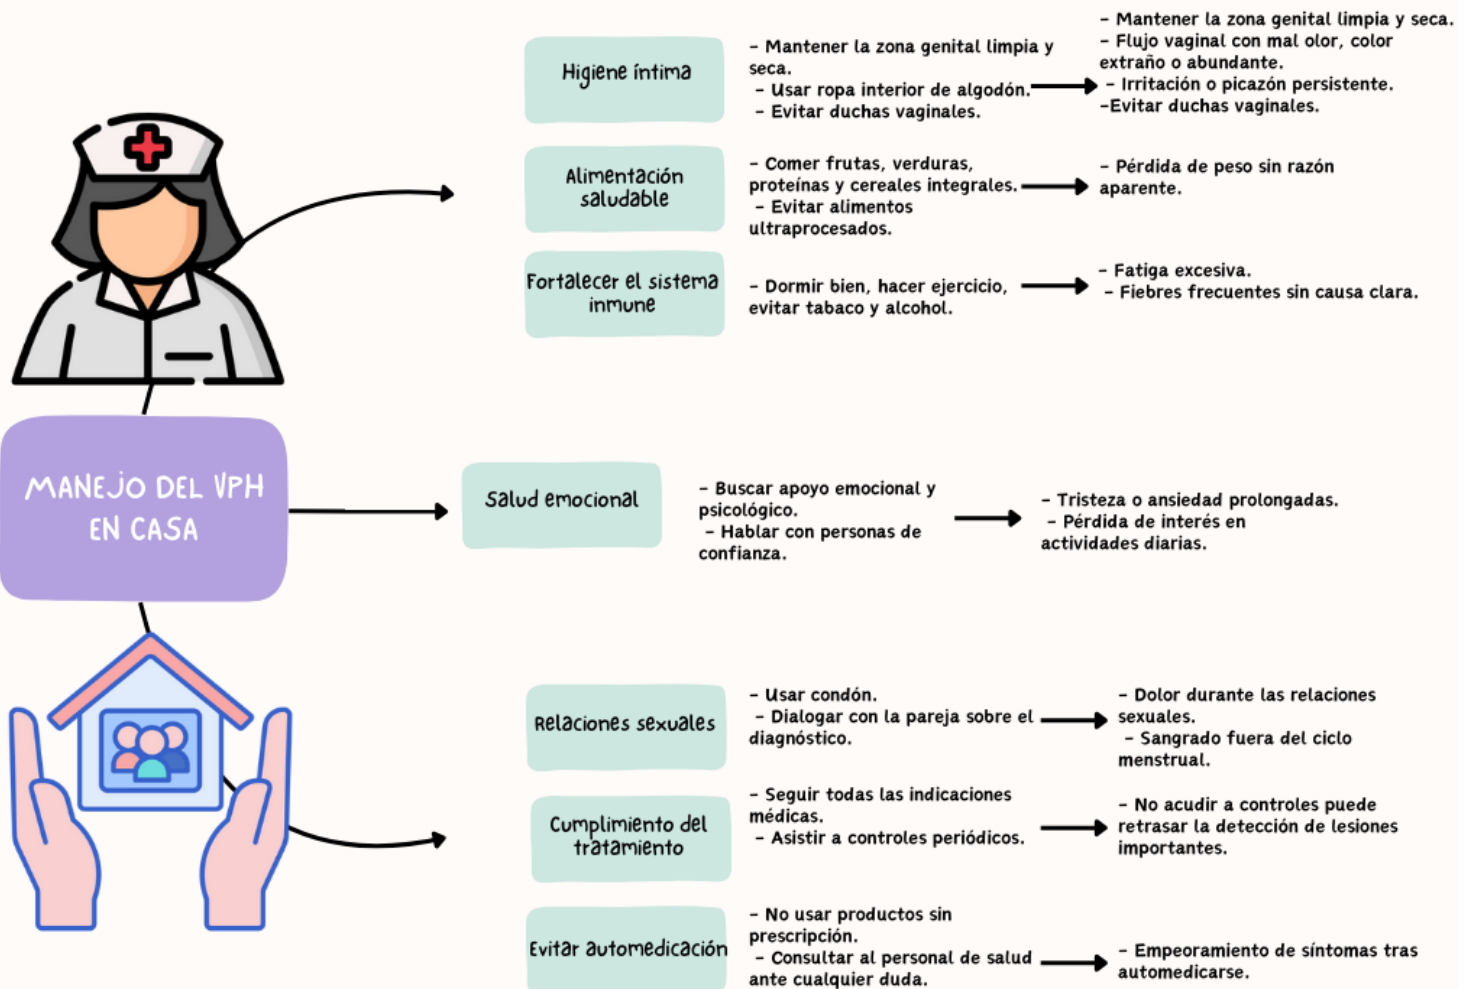 MANEJO DEL VPH
EN CASA
Higiene íntima
- Mantener la zona genital limpia y
seca.
- Usar ropa interior de algodón.
- Evitar duchas vaginales.
- Mantener la zona genital limpia y seca.
- Flujo vaginal con mal olor, color
extraño o abundante.
- Irritación o picazón persistente.
-Evitar duchas vaginales.
Alimentación
saludable
- Comer frutas, verduras,
proteínas y cereales integrales.
- Evitar alimentos
ultraprocesados.
- Pérdida de peso sin razón
aparente.
Fortalecer el sistema
inmune
- Dormir bien, hacer ejercicio,
evitar tabaco y alcohol.
- Fatiga excesiva.
- Fiebres frecuentes sin causa clara.
Salud emocional
- Buscar apoyo emocional y
psicológico.
- Hablar con personas de
confianza.
- Tristeza o ansiedad prolongadas.
- Pérdida de interés en
actividades diarias.
Relaciones sexuales
- Usar condón.
- Dialogar con la pareja sobre el
diagnóstico.
- Dolor durante las relaciones
sexuales.
- Sangrado fuera del ciclo
menstrual.
Cumplimiento del
tratamiento
- Seguir todas las indicaciones
médicas.
- Asistir a controles periódicos.
- No acudir a controles puede
retrasar la detección de lesiones
importantes.
Evitar automedicación
- No usar productos sin
prescripción.
- Consultar al personal de salud
ante cualquier duda.
- Empeoramiento de síntomas tras
automedicarse.